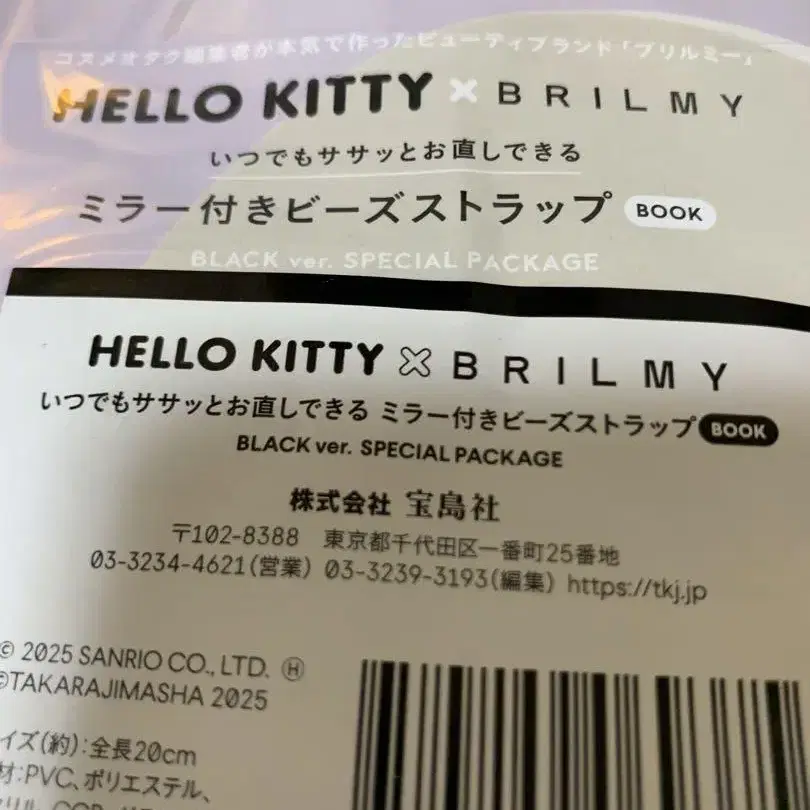 コスメオタク編集者が本気で作ったビューティブランド「ブリルミー」
HELLO KITTY × BRILMY
いつでもササッとお直しできる
ミラー付きビーズストラップ BOOK
BLACK ver. SPECIAL PACKAGE
HELLO KITTY × BRILMY
いつでもササッとお直しできる ミラー付きビーズストラップ BOOK
BLACK ver. SPECIAL PACKAGE
株式会社 宝島社
〒102-8388 東京都千代田区一番町25番地
03-3234-4621(営業) 03-3239-3193(編集) https://tkj.jp
© 2025 SANRIO CO., LTD. Ⓗ
©TAKARAJIMASHA 2025
イズ(約):全長20cm
材:PVC、ポリエステル、